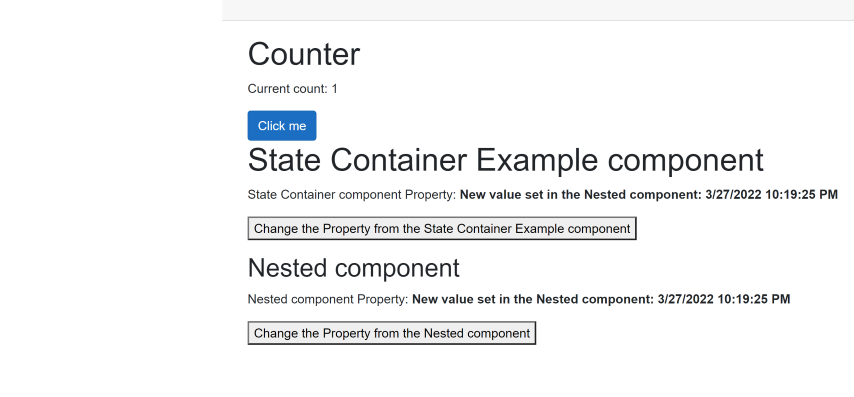 Counter
Current count: 1
Click me
State Container Example component
State Container component Property: New value set in the Nested component: 3/27/2022 10:19:25 PM
Change the Property from the State Container Example component
Nested component
Nested component Property: New value set in the Nested component: 3/27/2022 10:19:25 PM
Change the Property from the Nested component